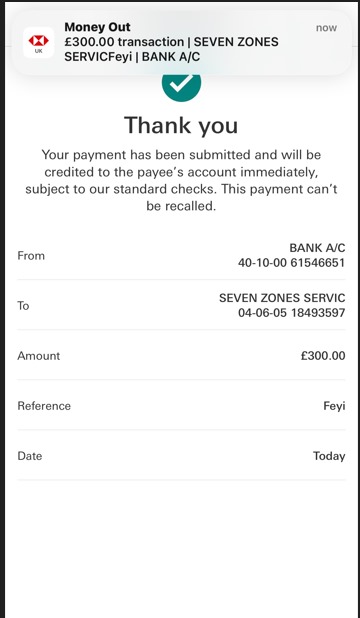 Money Out
now
£300.00 transaction | SEVEN ZONES
SERVICFeyi | BANK A/C
UK
Thank you
Your payment has been submitted and will be
credited to the payee’s account immediately,
subject to our standard checks. This payment can’t
be recalled.
From
BANK A/C
40-10-00 61546651
To
SEVEN ZONES SERVIC
04-06-05 18493597
Amount
£300.00
Reference
Feyi
Date
Today